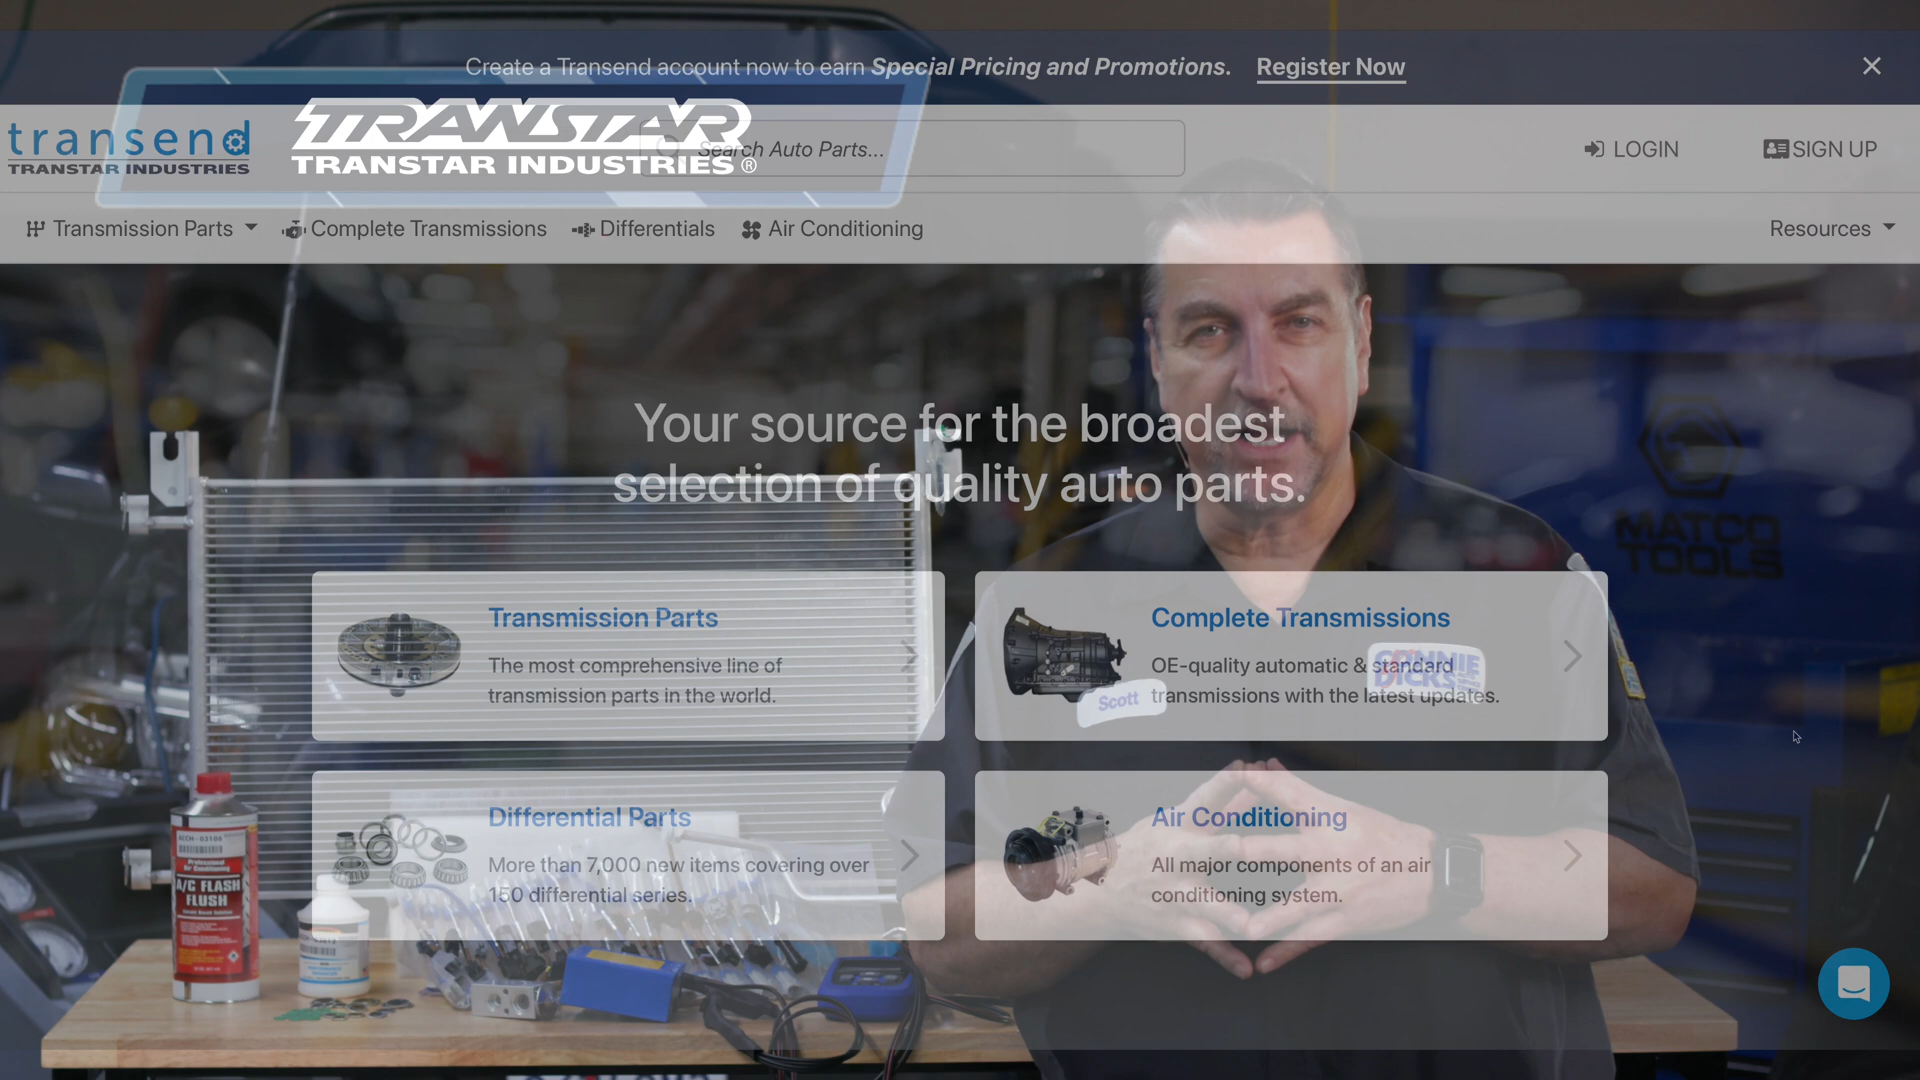 Create a Transend account now to earn Special Pricing and Promotions. Register Now
transend
TRANSTAR INDUSTRIES
TRANSTAR
TRANSTAR INDUSTRIES®
Search Auto Parts...
LOGIN
SIGN UP
Transmission Parts
Complete Transmissions
Differentials
Air Conditioning
Resources
Your source for the broadest
selection of quality auto parts.
MATCO
TOOLS
Transmission Parts
The most comprehensive line of
transmission parts in the world.
Complete Transmissions
OE-quality automatic & standard
transmissions with the latest updates.
Scott
Differential Parts
More than 7,000 new items covering over
150 differential series.
Air Conditioning
All major components of an air
conditioning system.
Professional
Air Conditioning
A/C FLASH
FLUSH